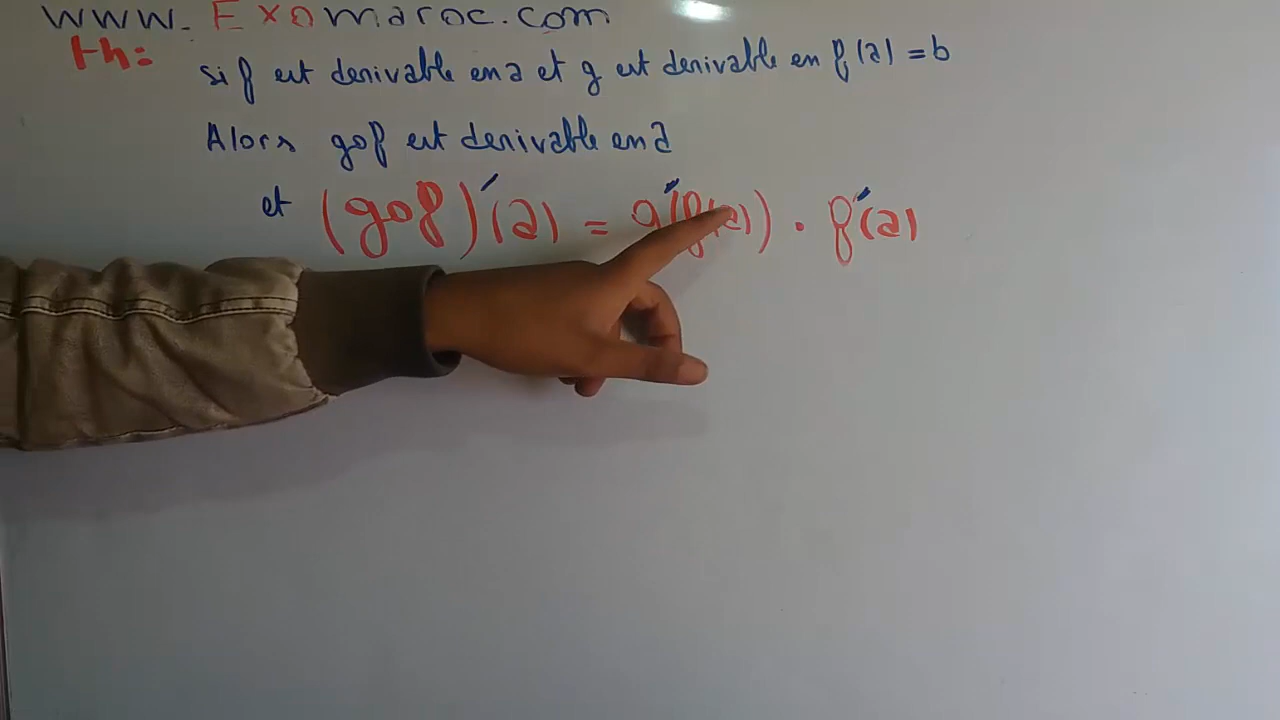 www.Exomaroc.com
th:
si f est derivable en a et g est derivable en f(a) = b
Alors gof est derivable en a
et (gof)'(a) = g'(f(a)) . f'(a)